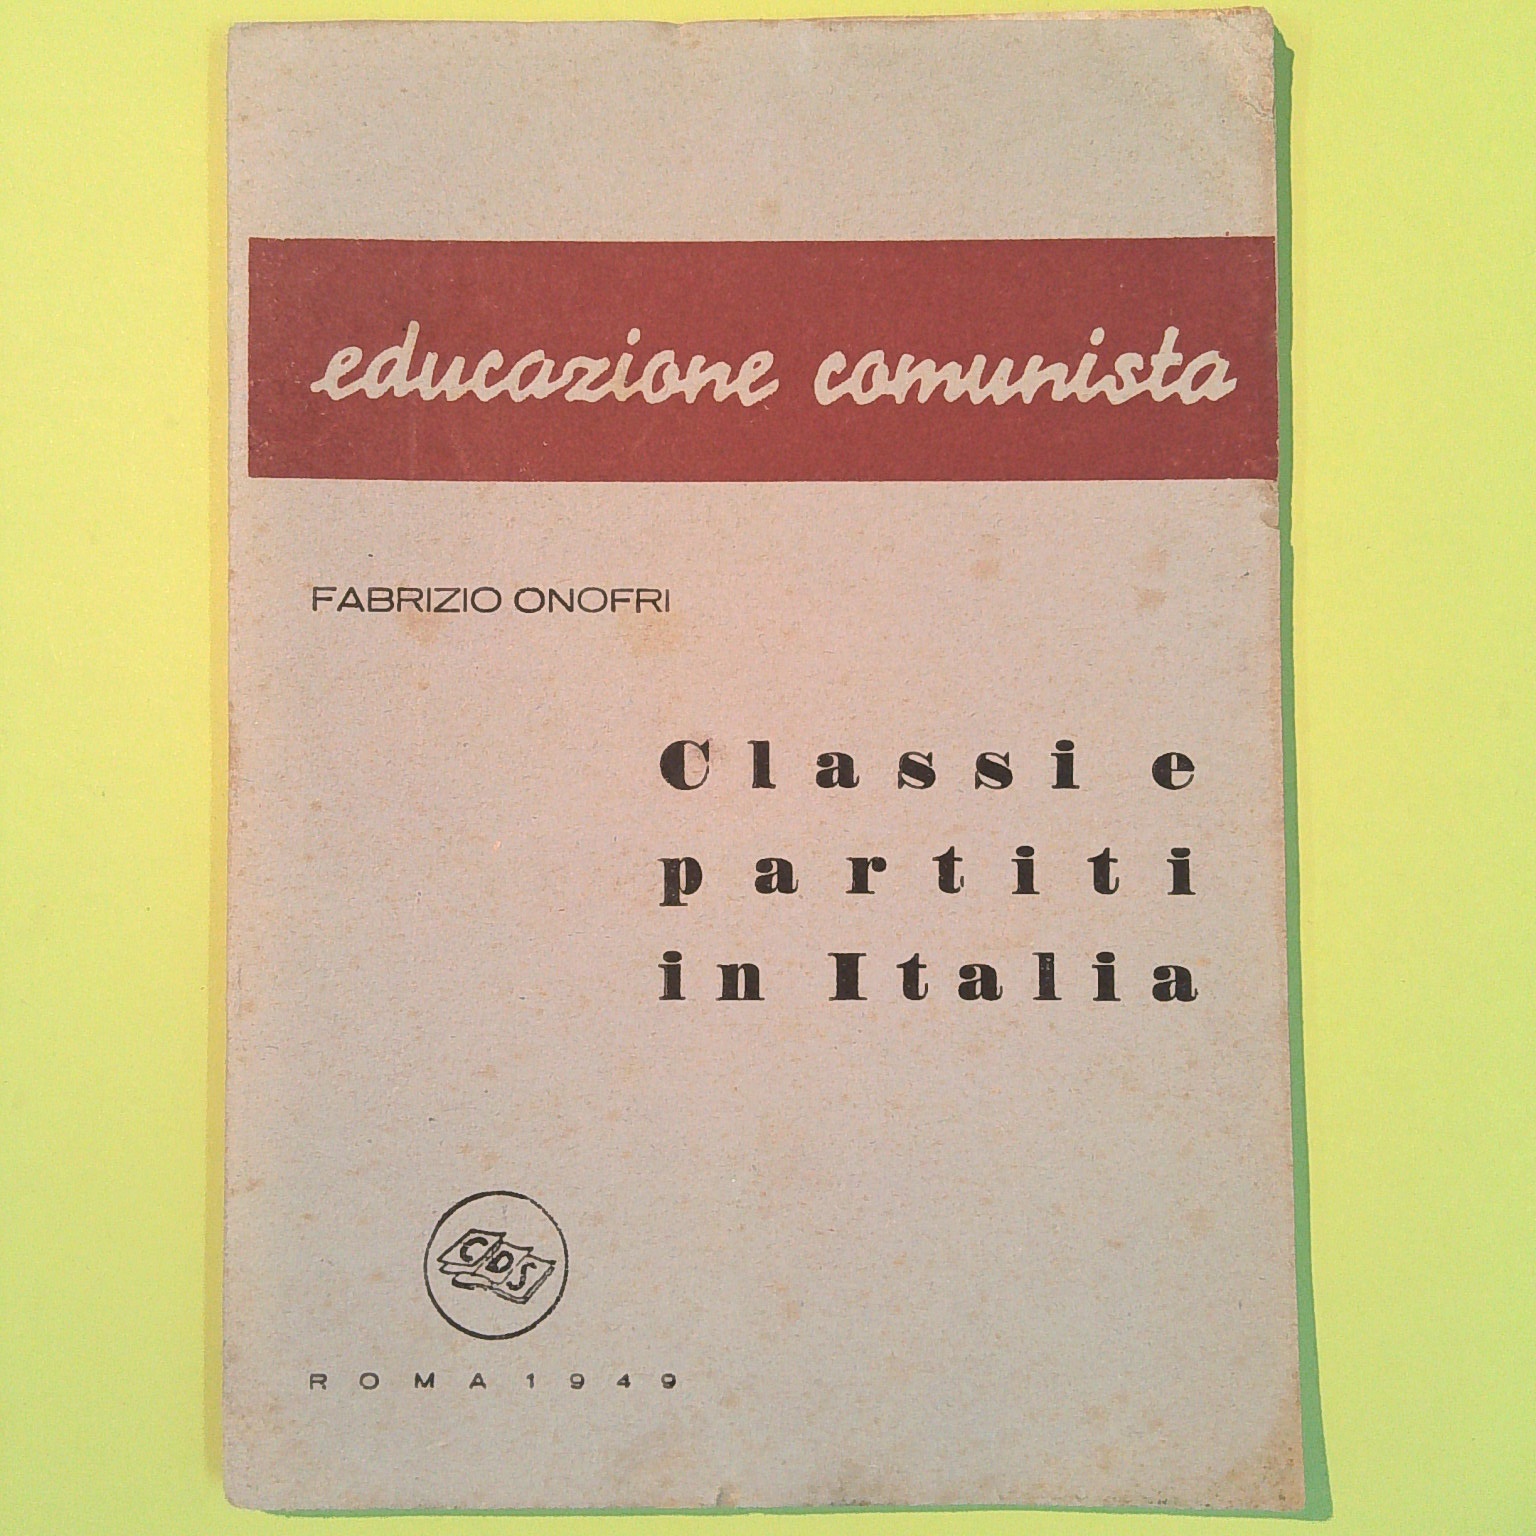 educazione comunista
FABRIZIO ONOFRI
Classi e
partiti
in Italia
CDS
ROMA 1949